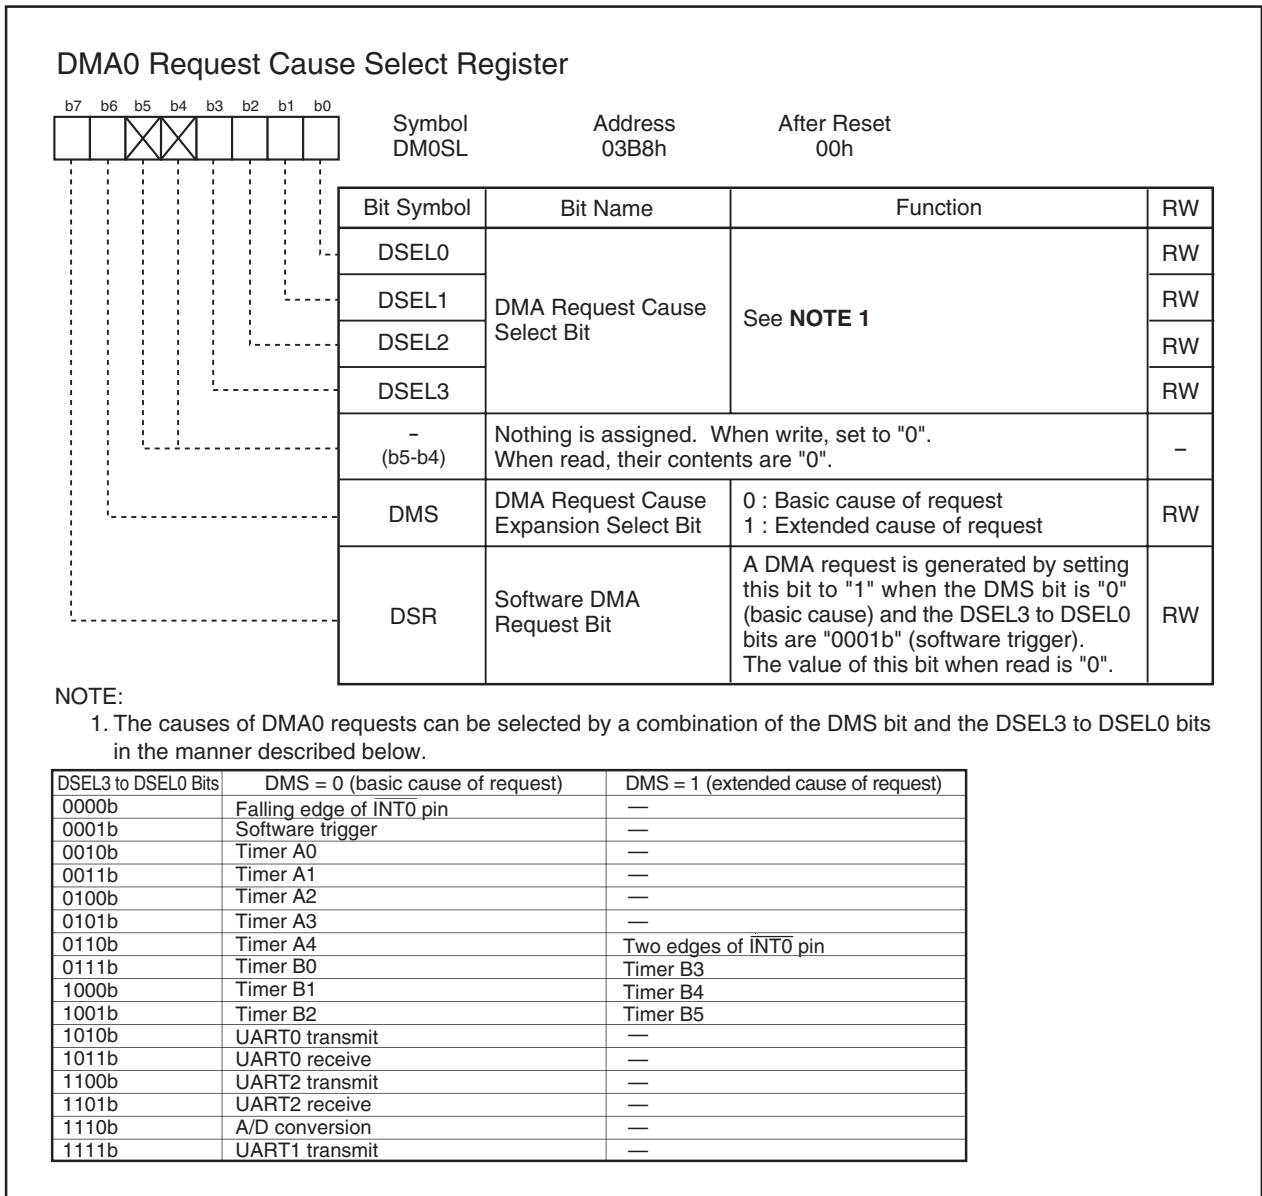 DMA0 Request Cause Select Register
b7 b6 b5 b4 b3 b2 b1 b0
Symbol Address After Reset
DM0SL 03B8h 00h
Bit Symbol Bit Name Function RW
DSEL0 RW
DSEL1 RW
DSEL2 RW
DSEL3 RW
DMA Request Cause
Select Bit
See NOTE 1
–
(b5-b4)
Nothing is assigned. When write, set to "0".
When read, their contents are "0".
–
DMS
DMA Request Cause
Expansion Select Bit
0 : Basic cause of request
1 : Extended cause of request
RW
DSR
Software DMA
Request Bit
A DMA request is generated by setting
this bit to "1" when the DMS bit is "0"
(basic cause) and the DSEL3 to DSEL0
bits are "0001b" (software trigger).
The value of this bit when read is "0".
RW
NOTE:
1. The causes of DMA0 requests can be selected by a combination of the DMS bit and the DSEL3 to DSEL0 bits
in the manner described below.
DSEL3 to DSEL0 Bits DMS = 0 (basic cause of request) DMS = 1 (extended cause of request)
0000b Falling edge of I̅N̅T̅0̅ pin —
0001b Software trigger —
0010b Timer A0 —
0011b Timer A1 —
0100b Timer A2 —
0101b Timer A3 —
0110b Timer A4 Two edges of I̅N̅T̅0̅ pin
0111b Timer B0 Timer B3
1000b Timer B1 Timer B4
1001b Timer B2 Timer B5
1010b UART0 transmit —
1011b UART0 receive —
1100b UART2 transmit —
1101b UART2 receive —
1110b A/D conversion —
1111b UART1 transmit —